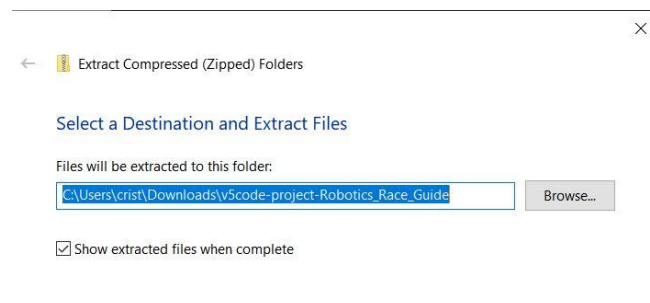 Extract Compressed (Zipped) Folders
Select a Destination and Extract Files
Files will be extracted to this folder:
C:\Users\crist\Downloads\v5code-project-Robotics_Race_Guide
Browse...
Show extracted files when complete